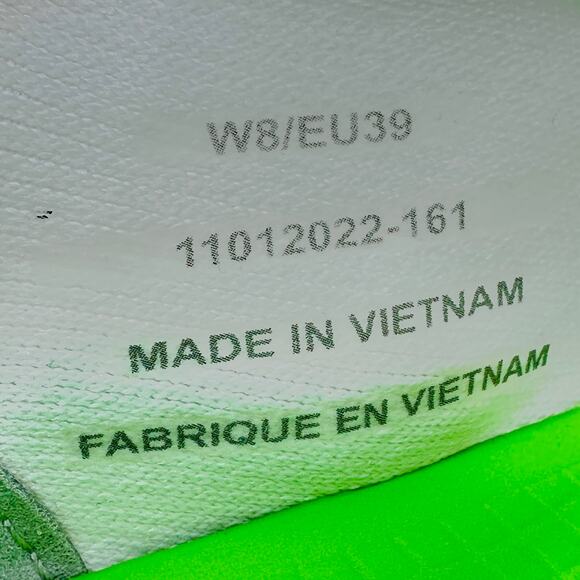 W8/EU39
11012022-161
MADE IN VIETNAM
FABRIQUE EN VIETNAM